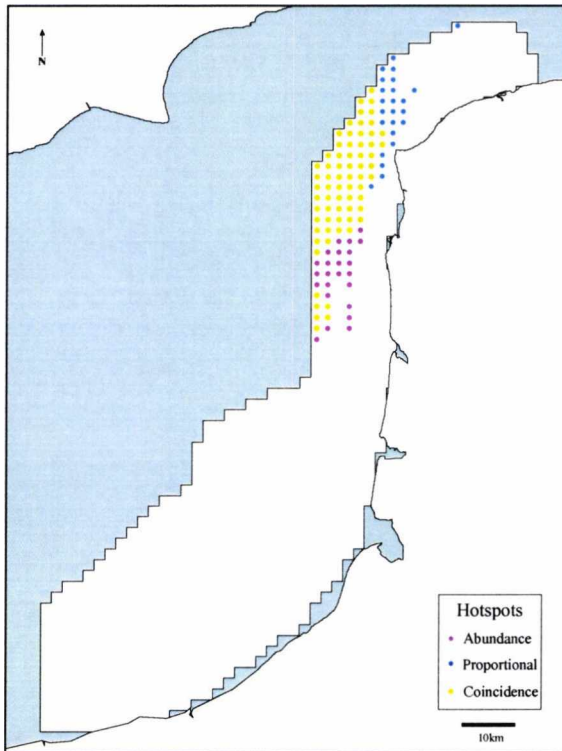 N
Hotspots
Abundance
Proportional
Coincidence
10km